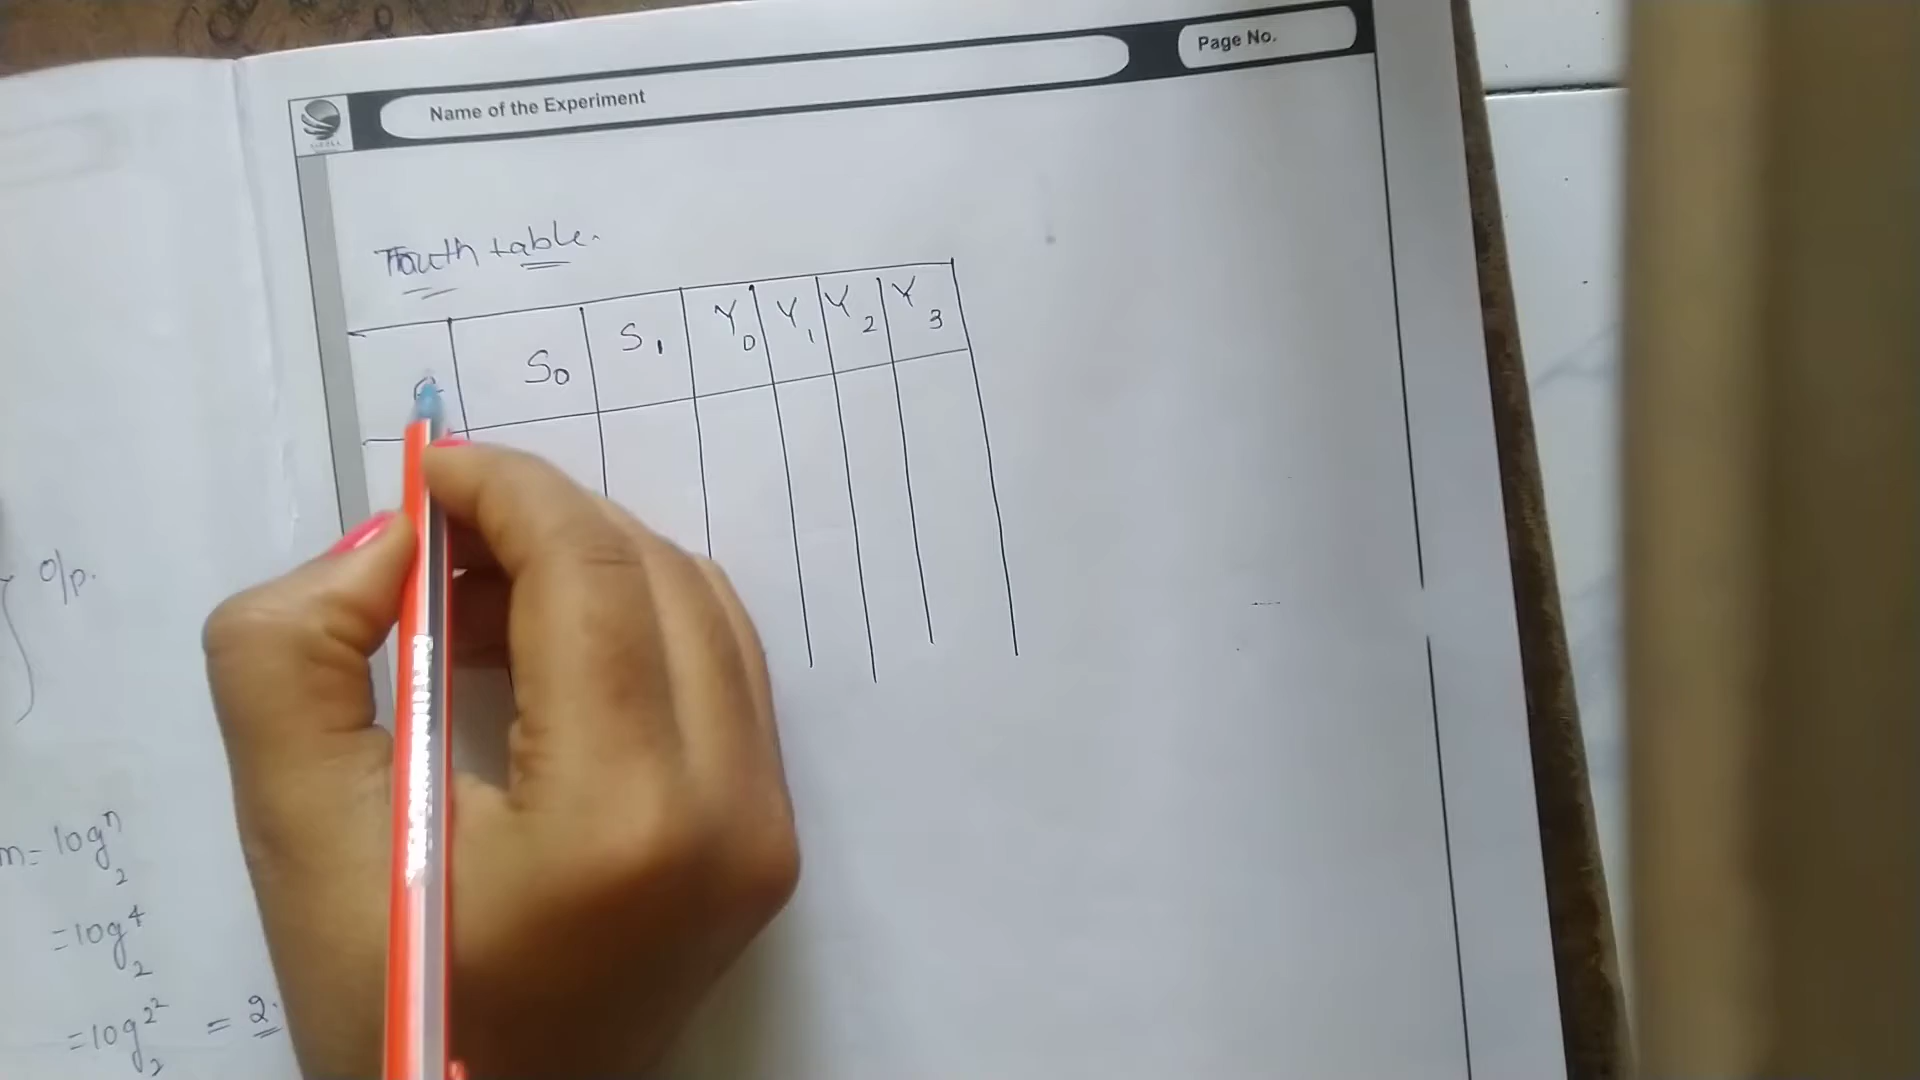 Name of the Experiment
Page No.
Truth table.
S0 S1 Y0 Y1 Y2 Y3
O/p.
m = log2 n
= log2 4
= log2 2^2 = 2.